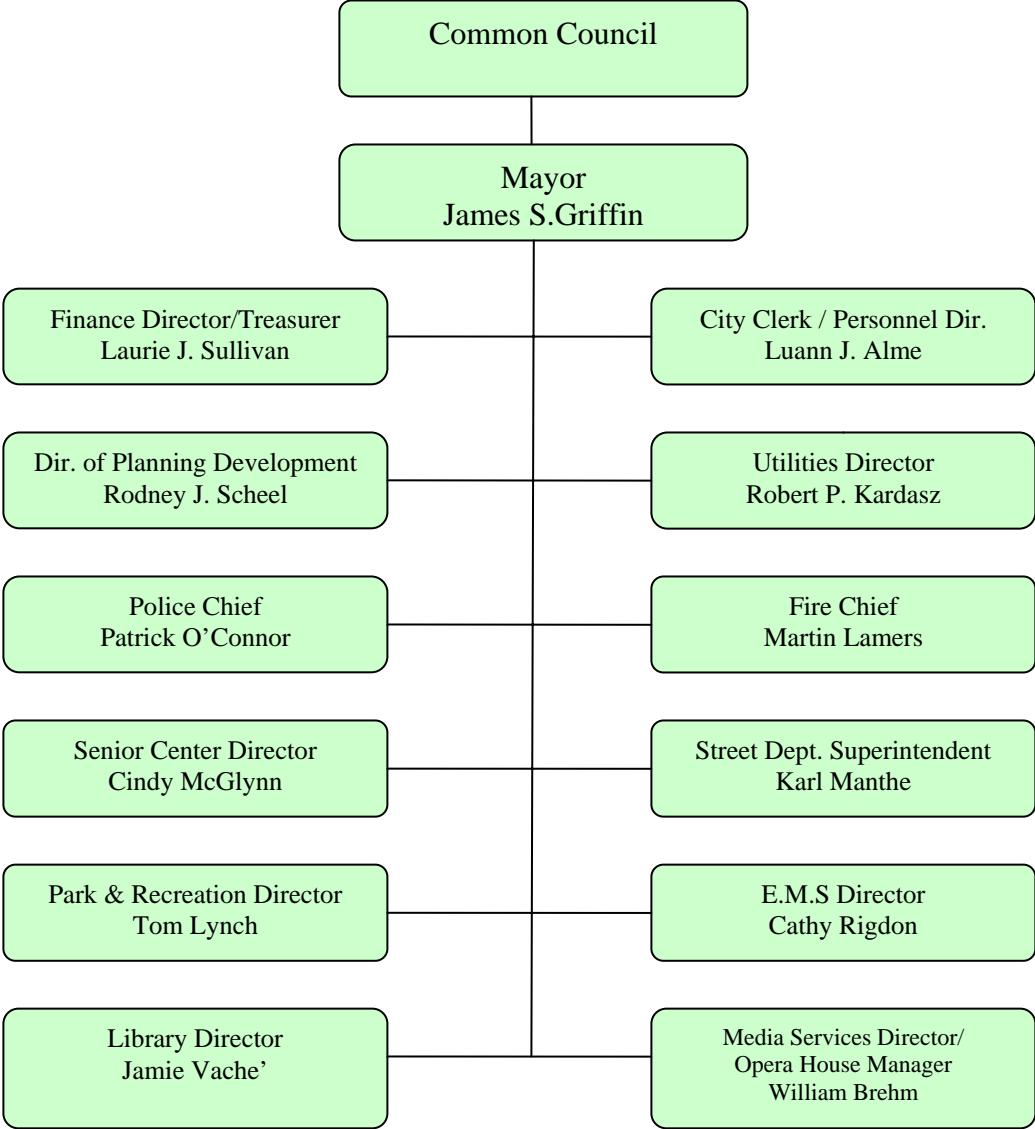 Common Council
Mayor
James S.Griffin
Finance Director/Treasurer
Laurie J. Sullivan
City Clerk / Personnel Dir.
Luann J. Alme
Dir. of Planning Development
Rodney J. Scheel
Utilities Director
Robert P. Kardasz
Police Chief
Patrick O’Connor
Fire Chief
Martin Lamers
Senior Center Director
Cindy McGlynn
Street Dept. Superintendent
Karl Manthe
Park & Recreation Director
Tom Lynch
E.M.S Director
Cathy Rigdon
Library Director
Jamie Vache’
Media Services Director/
Opera House Manager
William Brehm